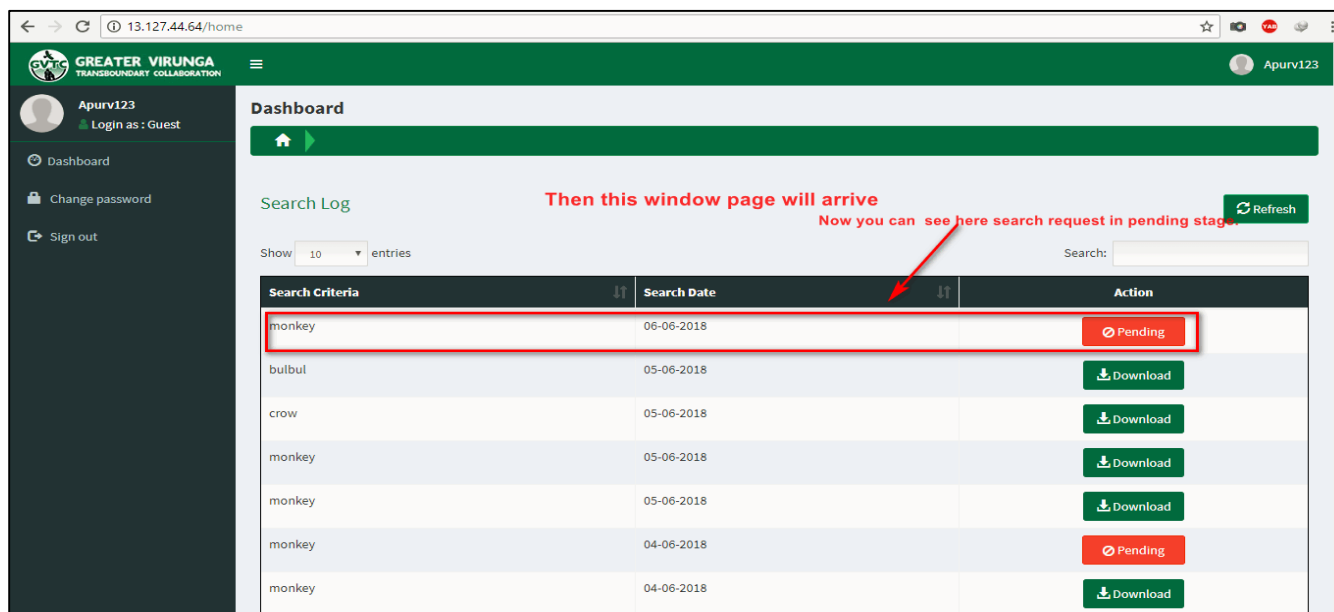 13.127.44.64/home
YAB
GVTC
GREATER VIRUNGA
TRANSBOUNDARY COLLABORATION
Apurv123
Apurv123
Login as : Guest
Dashboard
Change password
Sign out
Dashboard
Search Log
Then this window page will arrive
Now you can see here search request in pending stage.
Refresh
Show 10 entries
Search:
Search Criteria Search Date Action
monkey 06-06-2018 Pending
bulbul 05-06-2018 Download
crow 05-06-2018 Download
monkey 05-06-2018 Download
monkey 05-06-2018 Download
monkey 04-06-2018 Pending
monkey 04-06-2018 Download